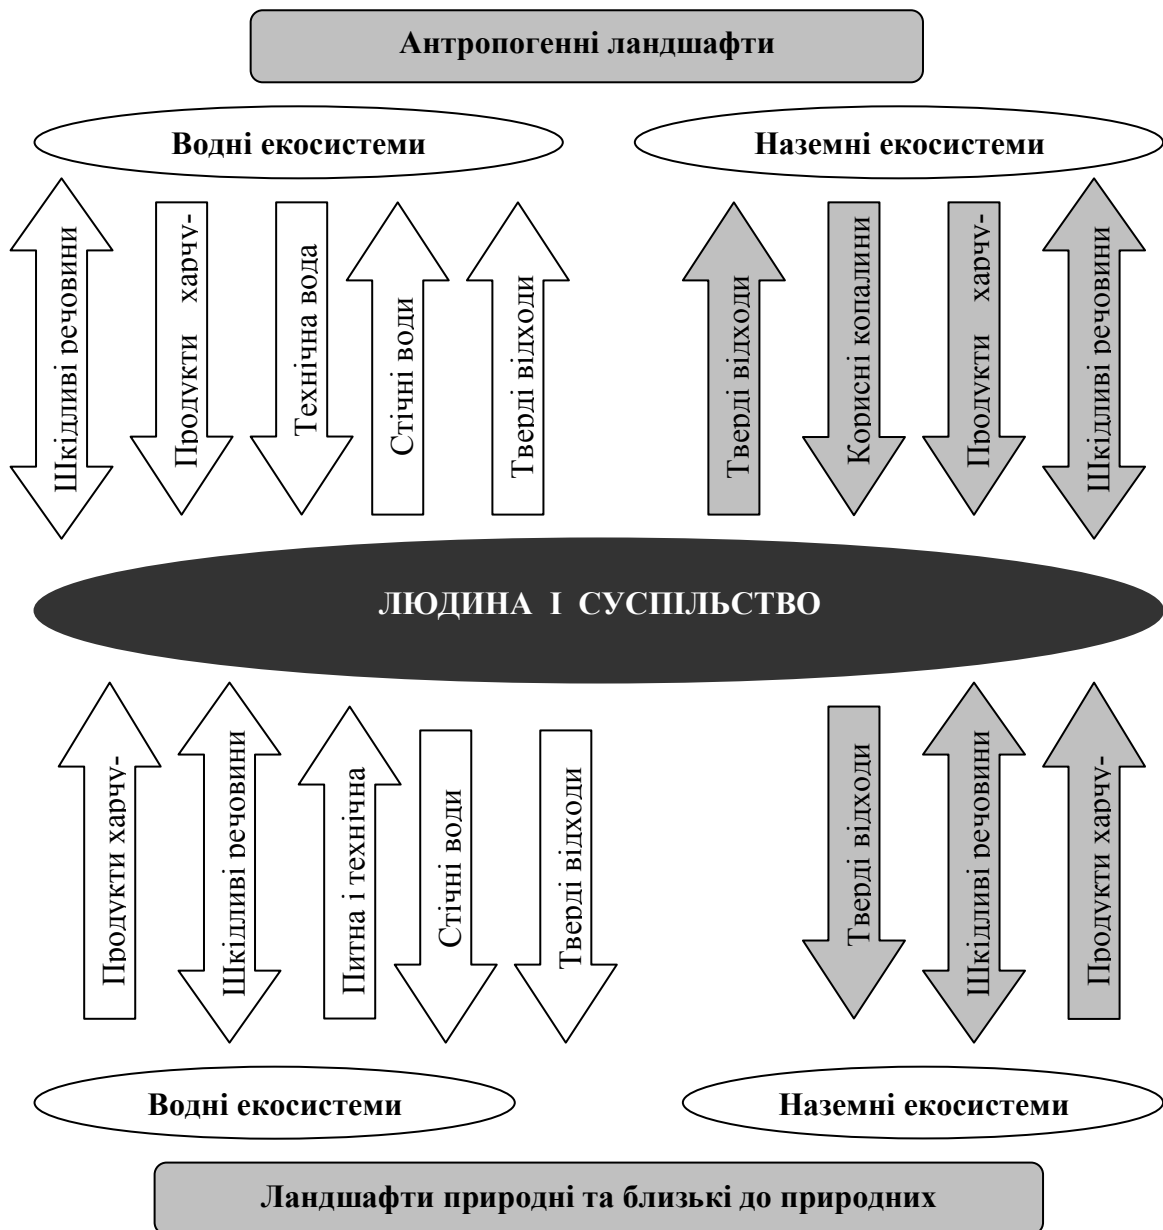 Антропогенні ландшафти
Водні екосистеми
Наземні екосистеми
Шкідливі речовини
Продукти харчу-
Технічна вода
Стічні води
Тверді відходи
Тверді відходи
Корисні копалини
Продукти харчу-
Шкідливі речовини
ЛЮДИНА І СУСПІЛЬСТВО
Продукти харчу-
Шкідливі речовини
Питна і технічна
Стічні води
Тверді відходи
Тверді відходи
Шкідливі речовини
Продукти харчу-
Водні екосистеми
Наземні екосистеми
Ландшафти природні та близькі до природних